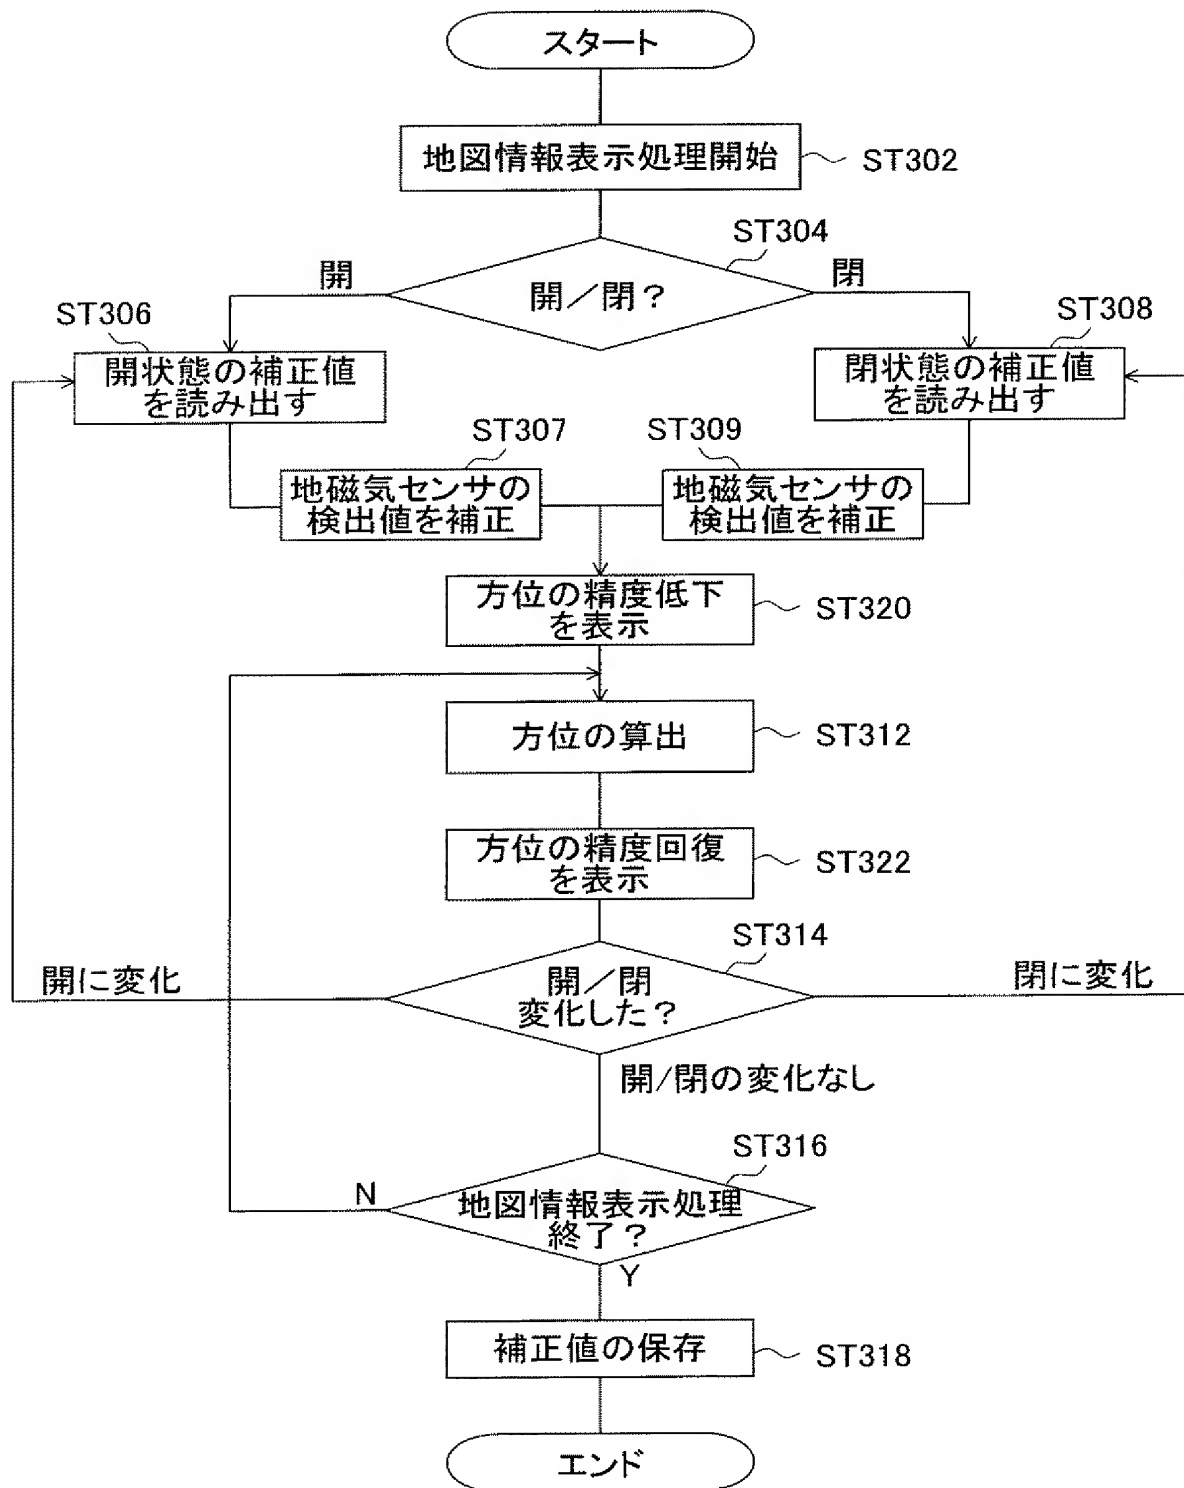 スタート
地図情報表示処理開始
ST302
ST304
開
開／閉？
閉
ST306
開状態の補正値
を読み出す
ST308
閉状態の補正値
を読み出す
ST307
地磁気センサの
検出値を補正
ST309
地磁気センサの
検出値を補正
方位の精度低下
を表示
ST320
方位の算出
ST312
方位の精度回復
を表示
ST322
ST314
開に変化
開／閉
変化した？
閉に変化
開/閉の変化なし
ST316
N
地図情報表示処理
終了？
Y
補正値の保存
ST318
エンド